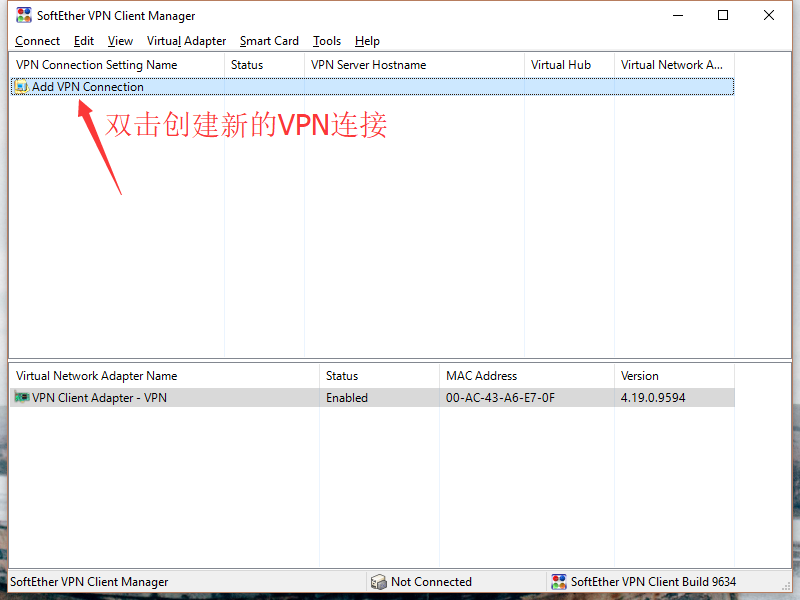 SoftEther VPN Client Manager
Connect Edit View Virtual Adapter Smart Card Tools Help
VPN Connection Setting Name Status VPN Server Hostname Virtual Hub Virtual Network A...
Add VPN Connection
双击创建新的VPN连接
Virtual Network Adapter Name Status MAC Address Version
VPN Client Adapter - VPN Enabled 00-AC-43-A6-E7-0F 4.19.0.9594
SoftEther VPN Client Manager Not Connected SoftEther VPN Client Build 9634